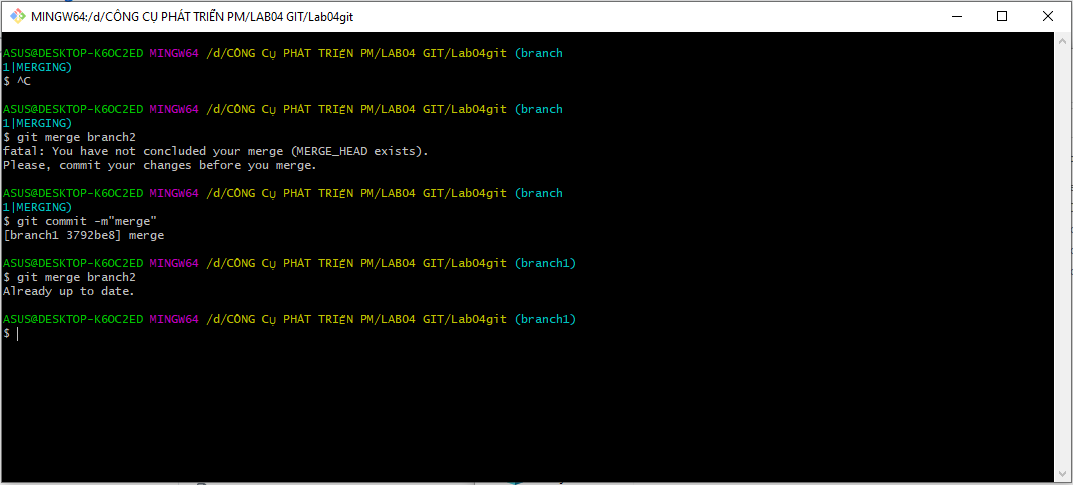 MINGW64:/d/CÔNG CỤ PHÁT TRIỂN PM/LAB04 GIT/Lab04git
ASUS@DESKTOP-K6OC2ED MINGW64 /d/CÔNG CỤ PHÁT TRIỂN PM/LAB04 GIT/Lab04git (branch
1|MERGING)
$ ^C
ASUS@DESKTOP-K6OC2ED MINGW64 /d/CÔNG CỤ PHÁT TRIỂN PM/LAB04 GIT/Lab04git (branch
1|MERGING)
$ git merge branch2
fatal: You have not concluded your merge (MERGE_HEAD exists).
Please, commit your changes before you merge.
ASUS@DESKTOP-K6OC2ED MINGW64 /d/CÔNG CỤ PHÁT TRIỂN PM/LAB04 GIT/Lab04git (branch
1|MERGING)
$ git commit -m"merge"
[branch1 3792be8] merge
ASUS@DESKTOP-K6OC2ED MINGW64 /d/CÔNG CỤ PHÁT TRIỂN PM/LAB04 GIT/Lab04git (branch1)
$ git merge branch2
Already up to date.
ASUS@DESKTOP-K6OC2ED MINGW64 /d/CÔNG CỤ PHÁT TRIỂN PM/LAB04 GIT/Lab04git (branch1)
$